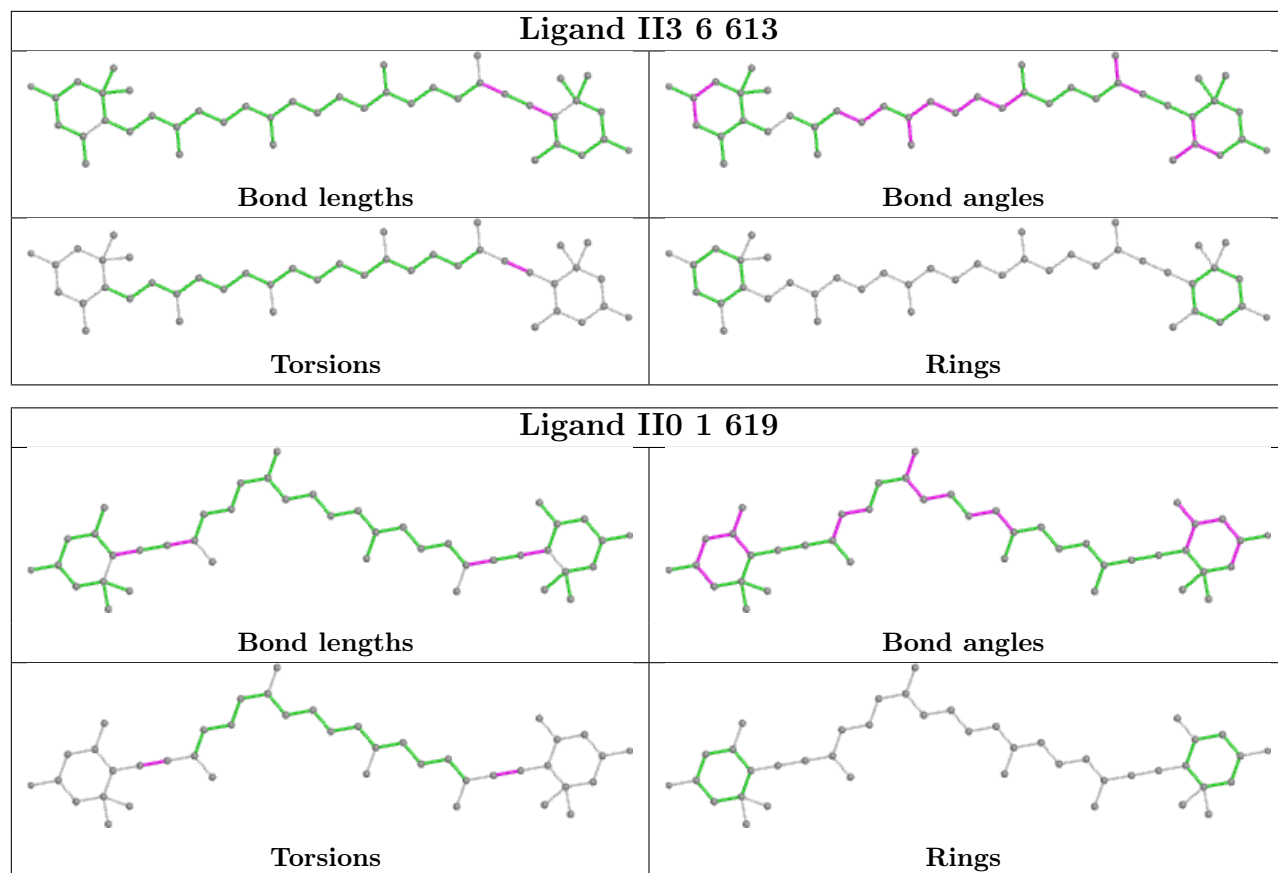 Ligand II3 6 613
Bond lengths
Bond angles
Torsions
Rings
Ligand II0 1 619
Bond lengths
Bond angles
Torsions
Rings